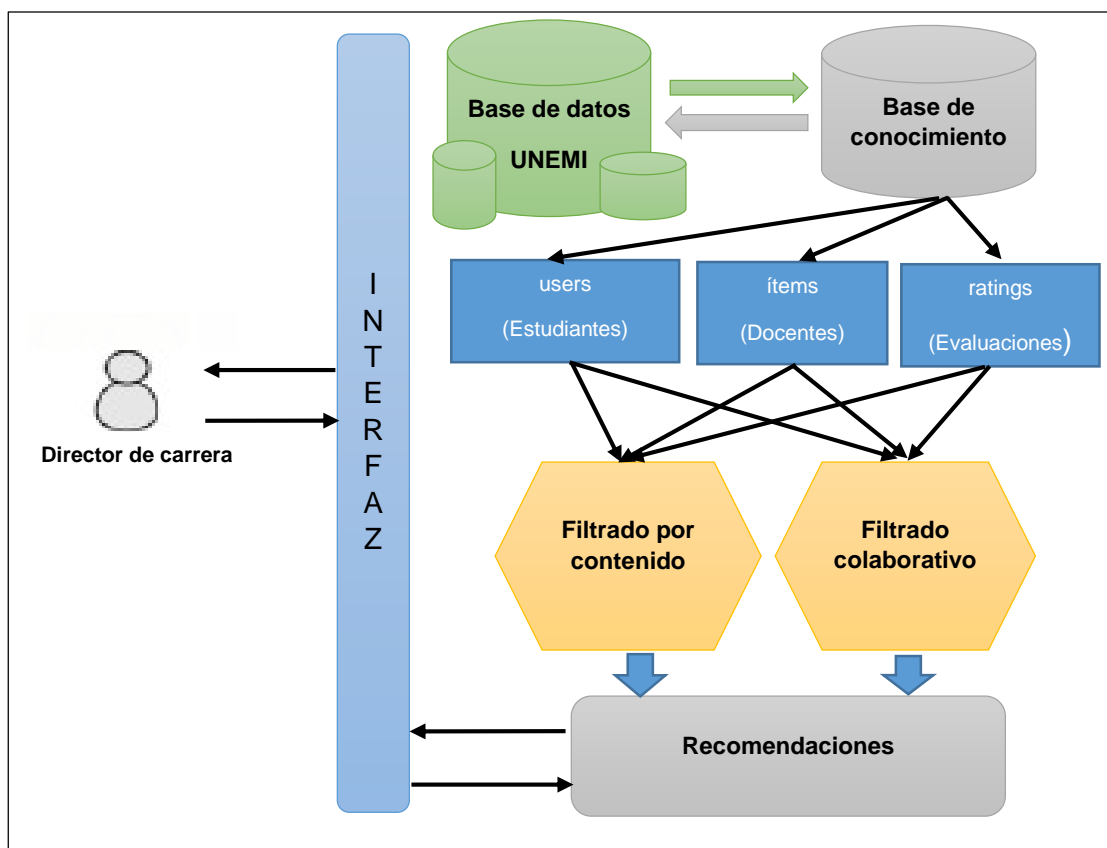 Base de datos
UNEMI
Base de
conocimiento
users
(Estudiantes)
ítems
(Docentes)
ratings
(Evaluaciones)
I
N
T
E
R
F
A
Z
Director de carrera
Filtrado por
contenido
Filtrado
colaborativo
Recomendaciones